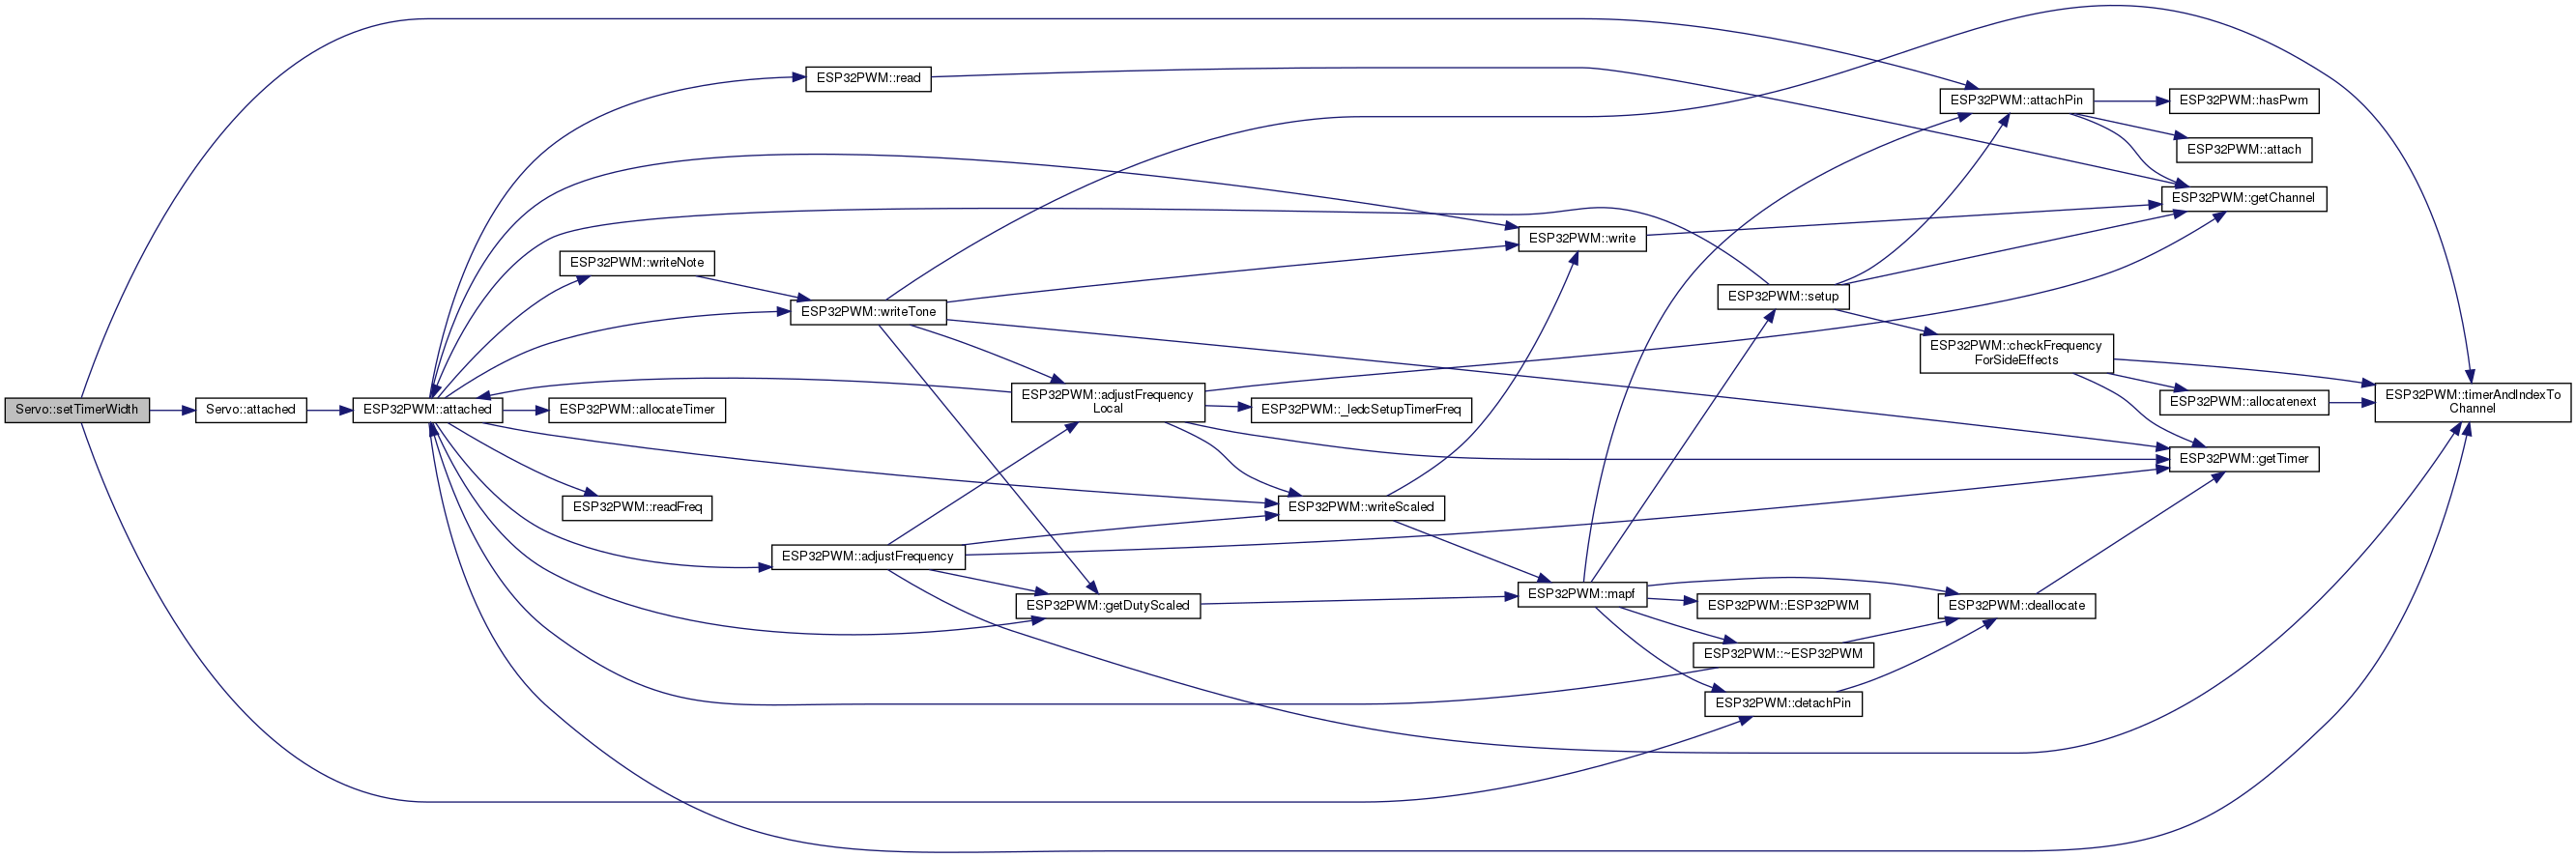 ESP32PWM::read
ESP32PWM::attachPin
ESP32PWM::hasPwm
ESP32PWM::attach
ESP32PWM::getChannel
ESP32PWM::write
ESP32PWM::writeNote
ESP32PWM::setup
ESP32PWM::writeTone
ESP32PWM::checkFrequency
ForSideEffects
Servo::setTimerWidth
Servo::attached
ESP32PWM::attached
ESP32PWM::allocateTimer
ESP32PWM::adjustFrequency
Local
ESP32PWM::_ledcSetupTimerFreq
ESP32PWM::allocatenext
ESP32PWM::timerAndIndexTo
Channel
ESP32PWM::getTimer
ESP32PWM::readFreq
ESP32PWM::writeScaled
ESP32PWM::adjustFrequency
ESP32PWM::getDutyScaled
ESP32PWM::mapf
ESP32PWM::ESP32PWM
ESP32PWM::deallocate
ESP32PWM::~ESP32PWM
ESP32PWM::detachPin